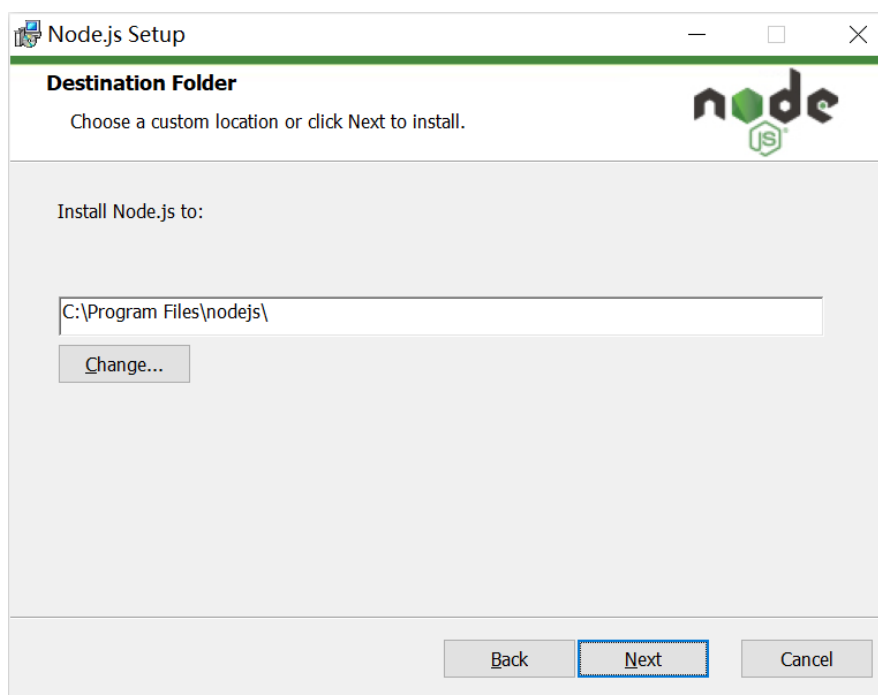 Node.js Setup
Destination Folder
Choose a custom location or click Next to install.
node
JS
Install Node.js to:
C:\Program Files\nodejs\
Change...
Back Next Cancel